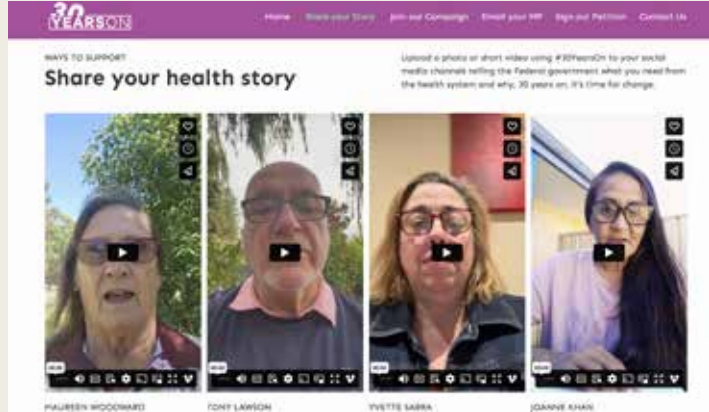 30
YEARSON
Home Share your Story Join our Campaign Email your MP Sign our Petition Contact Us
WAYS TO SUPPORT
Share your health story
Upload a photo or short video using #30YearsOn to your social
media channels telling the Federal government what you need from
the health system and why, 30 years on, it's time for change.
MAUREEN WOODWARD
TONY LAWSON
YVETTE SARRA
JOANNE KHAN